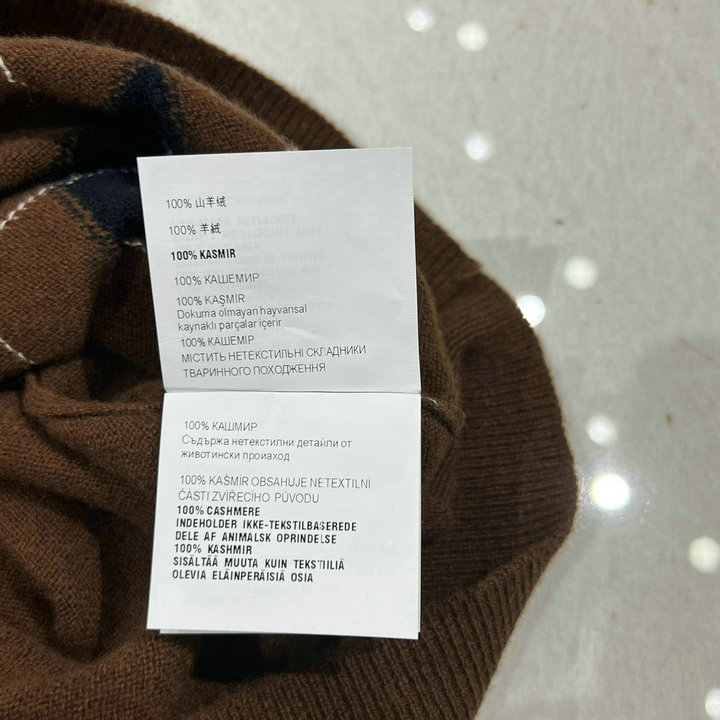 100% 山羊绒
100% 羊絨
100% KASMIR
100% КАШЕМИР
100% KAŞMİR
Dokuma olmayan hayvansal
kaynaklı parçalar içerir
100% КАШЕМІР
МІСТИТЬ НЕТЕКСТИЛЬНІ СКЛАДНИКИ
ТВАРИННОГО ПОХОДЖЕННЯ
100% КАШМИР
Съдържа нетекстилни детайли от
животински произход
100% KAŠMIR OBSAHUJE NETEXTILNÍ
ČÁSTI ZVÍŘECÍHO PŮVODU
100% CASHMERE
INDEHOLDER IKKE-TEKSTILBASEREDE
DELE AF ANIMALSK OPRINDELSE
100% KASHMIR
SISÄLTÄÄ MUUTA KUIN TEKSTIILIÄ
OLEVIA ELÄINPERÄISIÄ OSIA